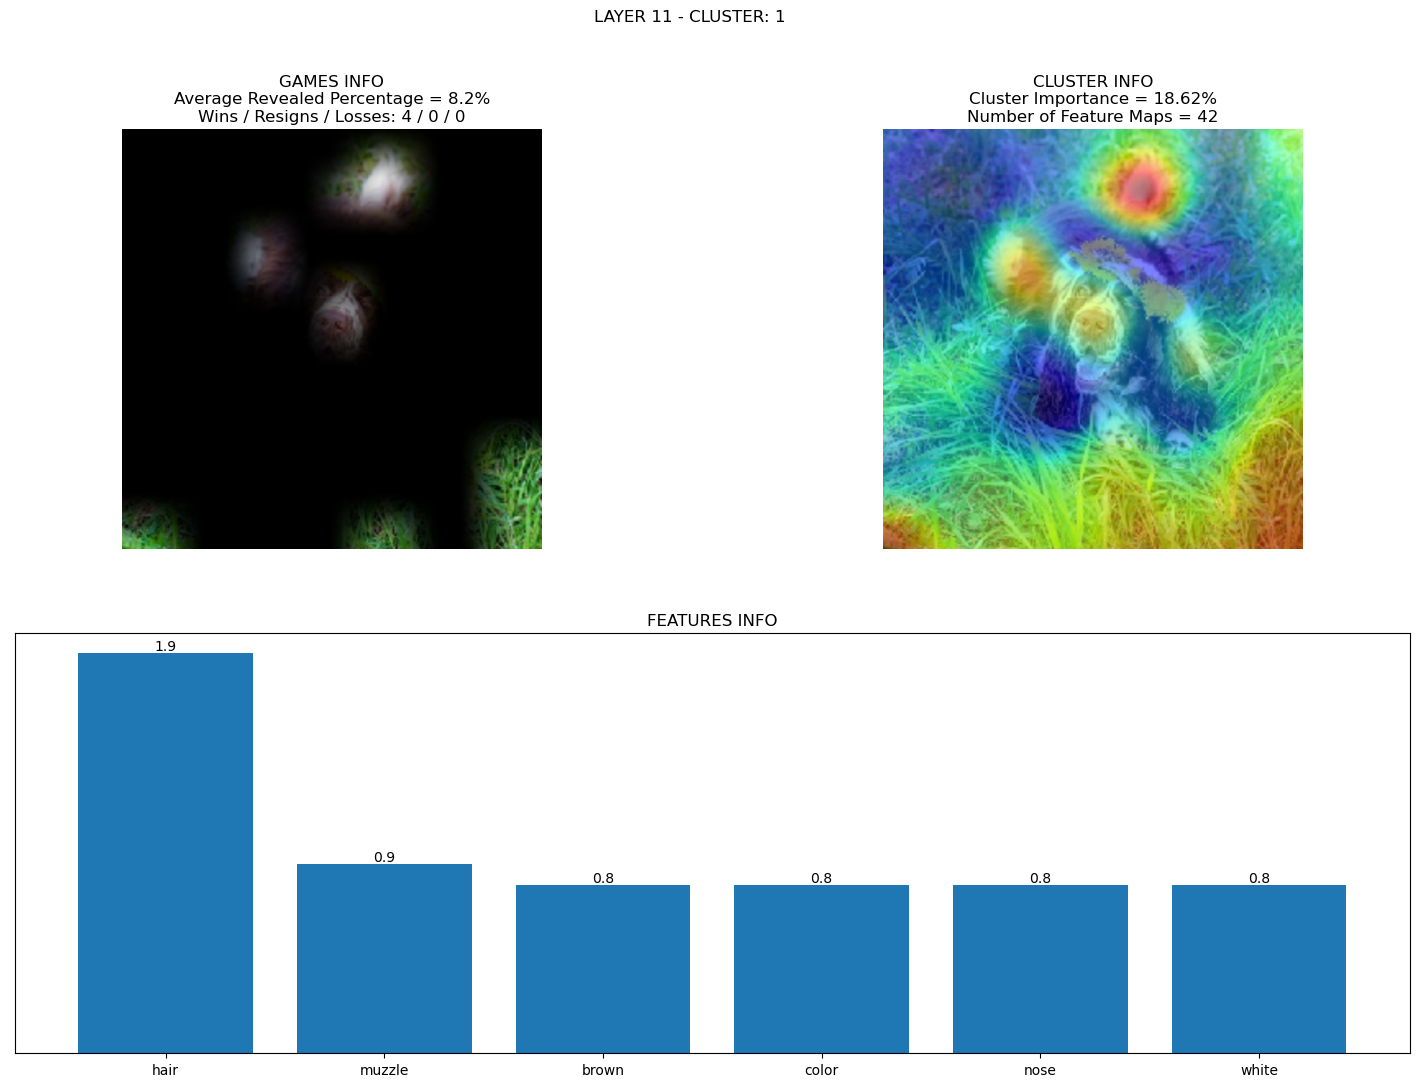 LAYER 11 - CLUSTER: 1
GAMES INFO
Average Revealed Percentage = 8.2%
Wins / Resigns / Losses: 4 / 0 / 0
CLUSTER INFO
Cluster Importance = 18.62%
Number of Feature Maps = 42
FEATURES INFO
1.9
0.9
0.8
0.8
0.8
0.8
hair
muzzle
brown
color
nose
white